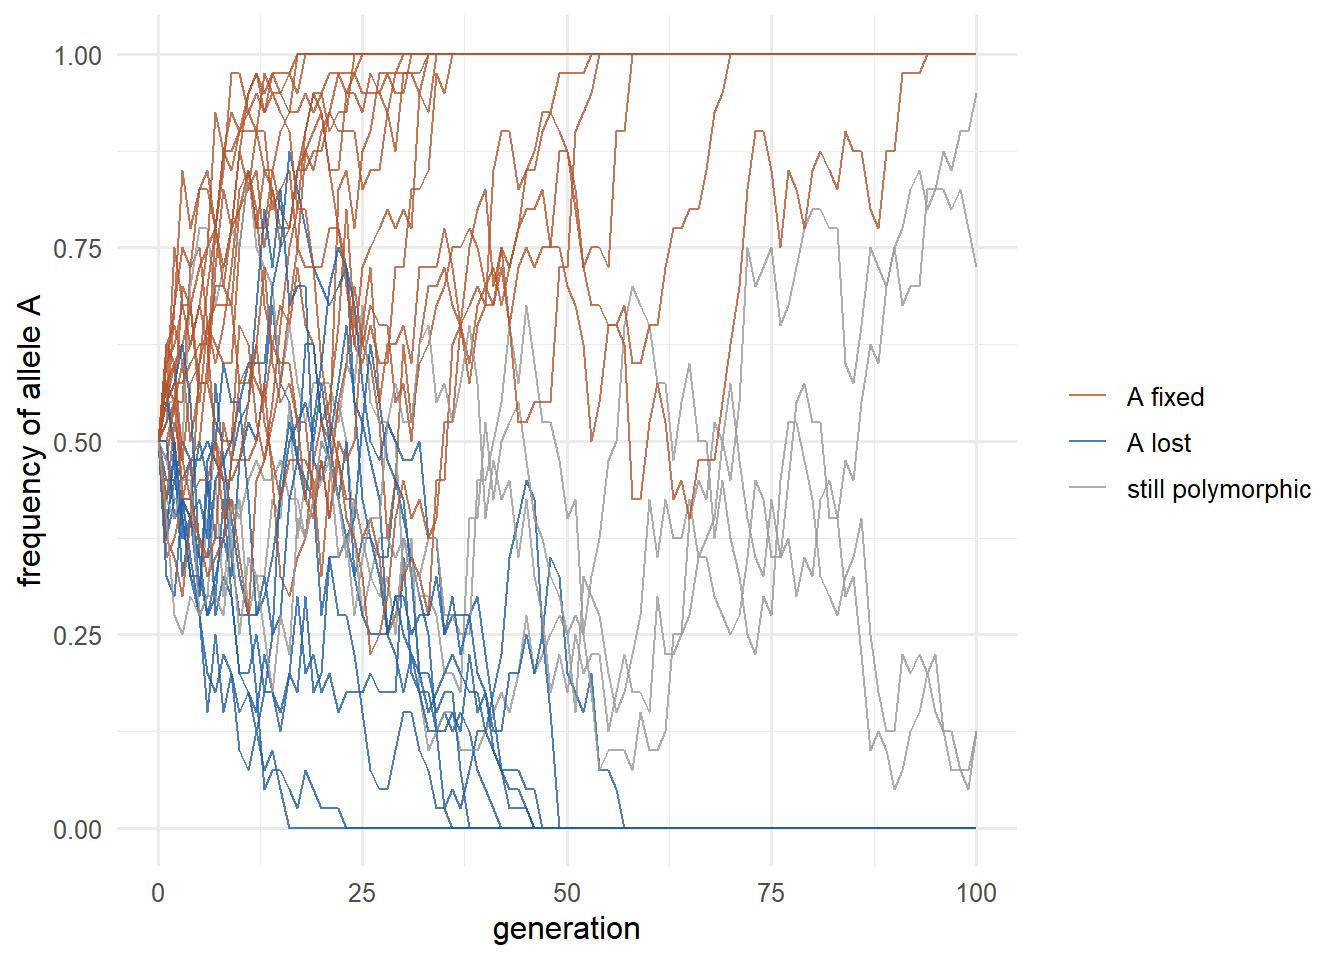 1.00
0.75
0.50
0.25
0.00
frequency of allele A
0 25 50 75 100
generation
A fixed
A lost
still polymorphic